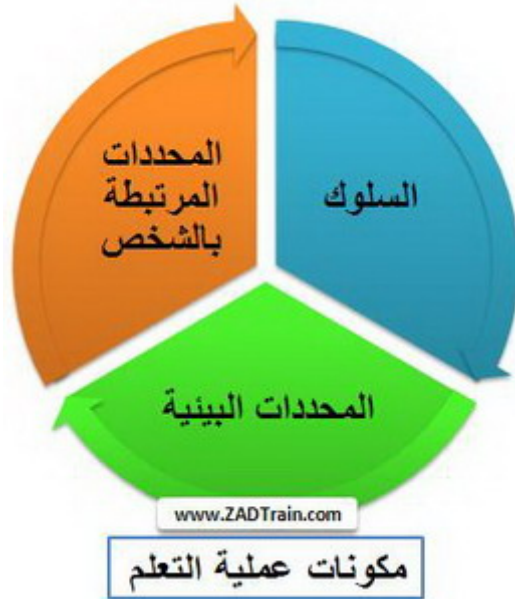 السلوك
المحددات
المرتبطة
بالشخص
المحددات البيئية
www.ZADTrain.com
مكونات عملية التعلم